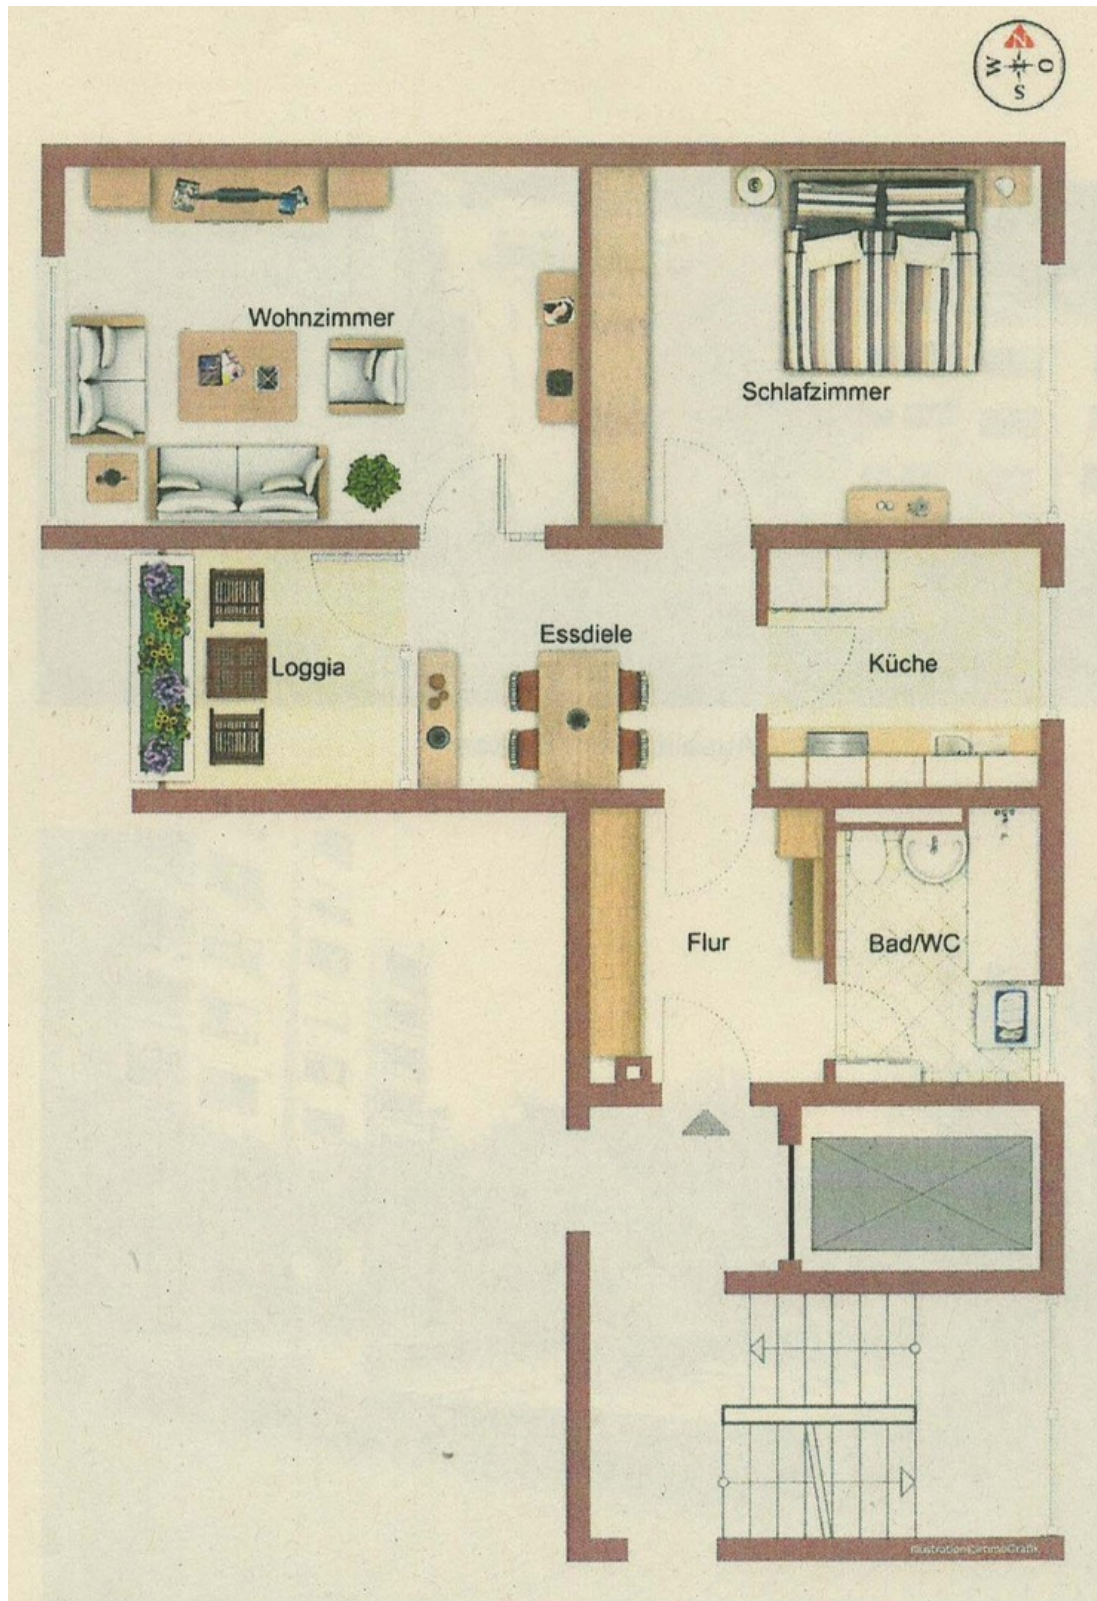 N
W O
S
Wohnzimmer
Schlafzimmer
Essdiele
Küche
Loggia
Flur
Bad/WC